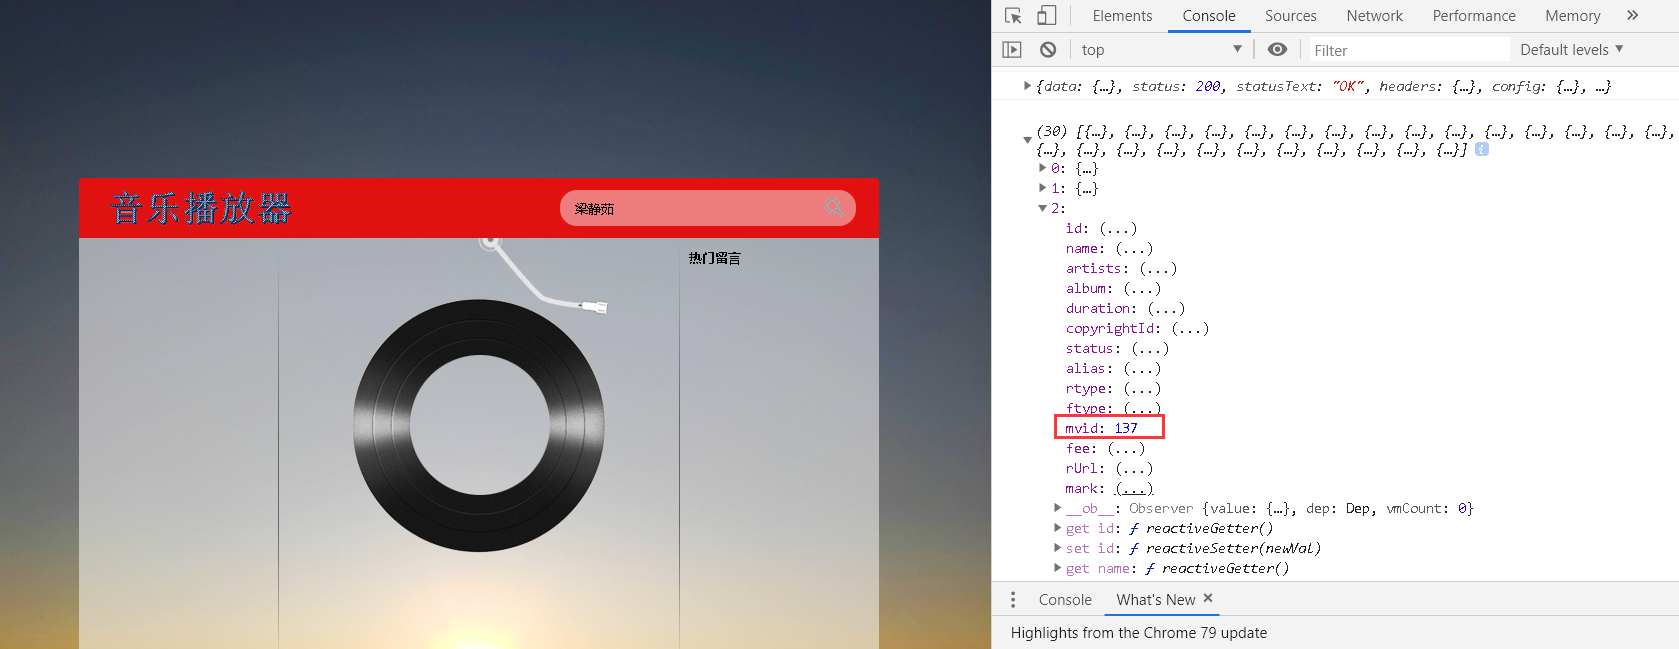 音乐播放器
梁静茹
热门留言
Elements Console Sources Network Performance Memory »
top Filter Default levels
{data: {…}, status: 200, statusText: "OK", headers: {…}, config: {…}, …}
(30) [{…}, {…}, {…}, {…}, {…}, {…}, {…}, {…}, {…}, {…}, {…}, {…}, {…}, {…}, {…},
{…}, {…}, {…}, {…}, {…}, {…}, {…}, {…}, {…}, {…}, {…}] i
0: {…}
1: {…}
2:
id: (...)
name: (...)
artists: (...)
album: (...)
duration: (...)
copyrightId: (...)
status: (...)
alias: (...)
rtype: (...)
ftype: (...)
mvid: 137
fee: (...)
rUrl: (...)
mark: (...)
__ob__: Observer {value: {…}, dep: Dep, vmCount: 0}
get id: ƒ reactiveGetter()
set id: ƒ reactiveSetter(newVal)
get name: ƒ reactiveGetter()
Console What's New ×
Highlights from the Chrome 79 update